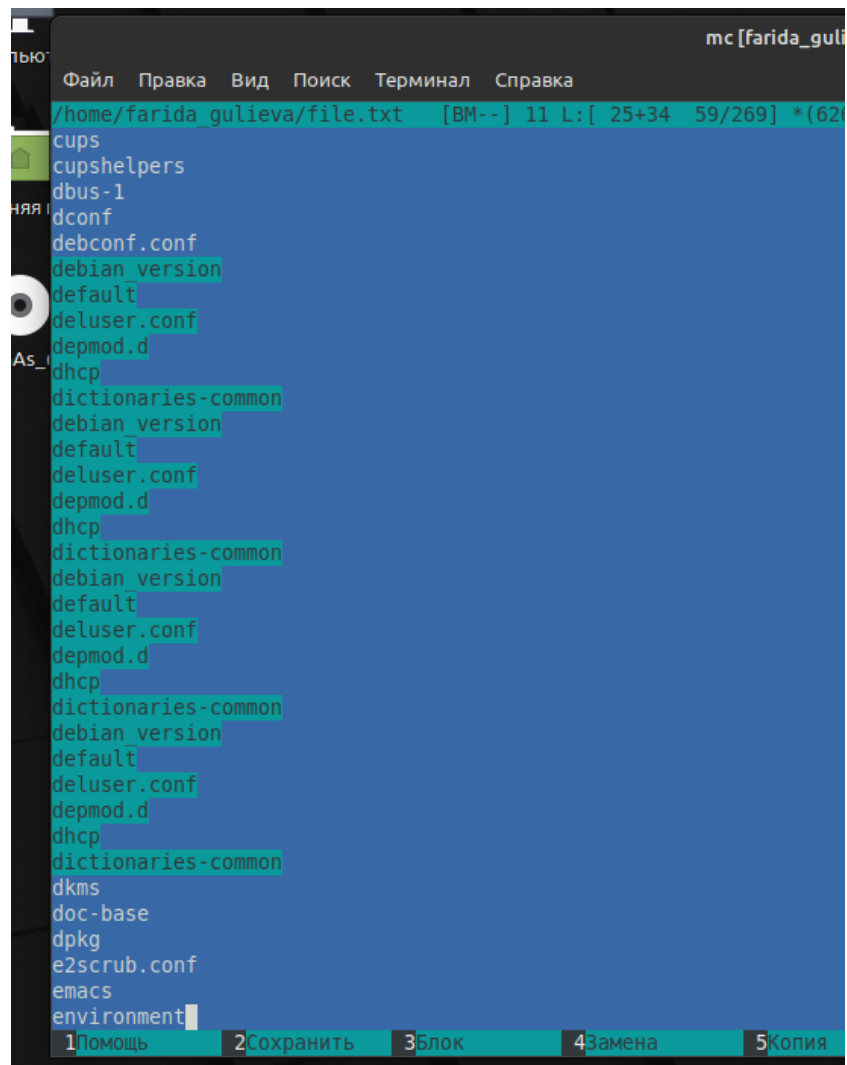 mc [farida_guli
Файл Правка Вид Поиск Терминал Справка
/home/farida_gulieva/file.txt [BM--] 11 L:[ 25+34 59/269] *(626
cups
cupshelpers
dbus-1
dconf
debconf.conf
debian_version
default
deluser.conf
depmod.d
dhcp
dictionaries-common
debian_version
default
deluser.conf
depmod.d
dhcp
dictionaries-common
debian_version
default
deluser.conf
depmod.d
dhcp
dictionaries-common
debian_version
default
deluser.conf
depmod.d
dhcp
dictionaries-common
dkms
doc-base
dpkg
e2scrub.conf
emacs
environment
1Помощь 2Сохранить 3Блок 4Замена 5Копия